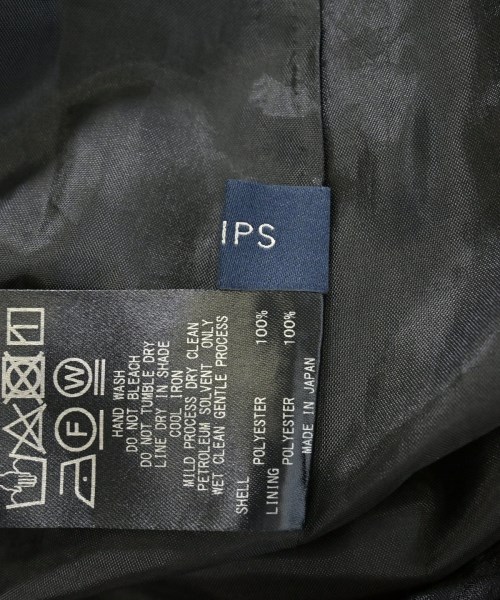 IPS
HAND WASH
DO NOT BLEACH
DO NOT TUMBLE DRY
LINE DRY IN SHADE
COOL IRON
MILD PROCESS DRY CLEAN
PETROLEUM SOLVENT ONLY
WET CLEAN GENTLE PROCESS
SHELL
POLYESTER 100%
LINING
POLYESTER 100%
MADE IN JAPAN
F
W